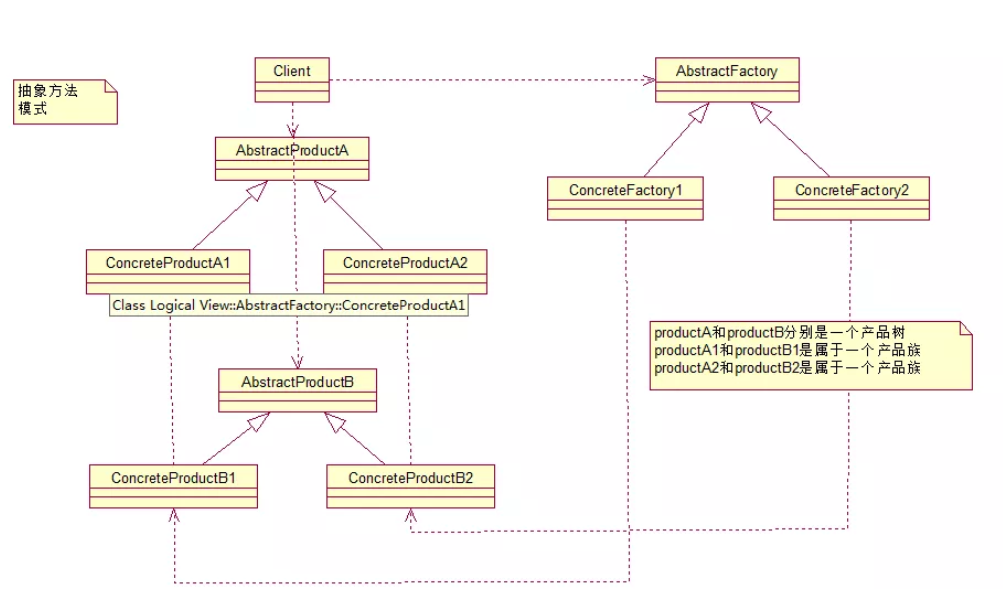 Client
AbstractFactory
抽象方法
模式
AbstractProductA
ConcreteFactory1
ConcreteFactory2
ConcreteProductA1
ConcreteProductA2
Class Logical View::AbstractFactory::ConcreteProductA1
productA和productB分别是一个产品树
productA1和productB1是属于一个产品族
productA2和productB2是属于一个产品族
AbstractProductB
ConcreteProductB1
ConcreteProductB2